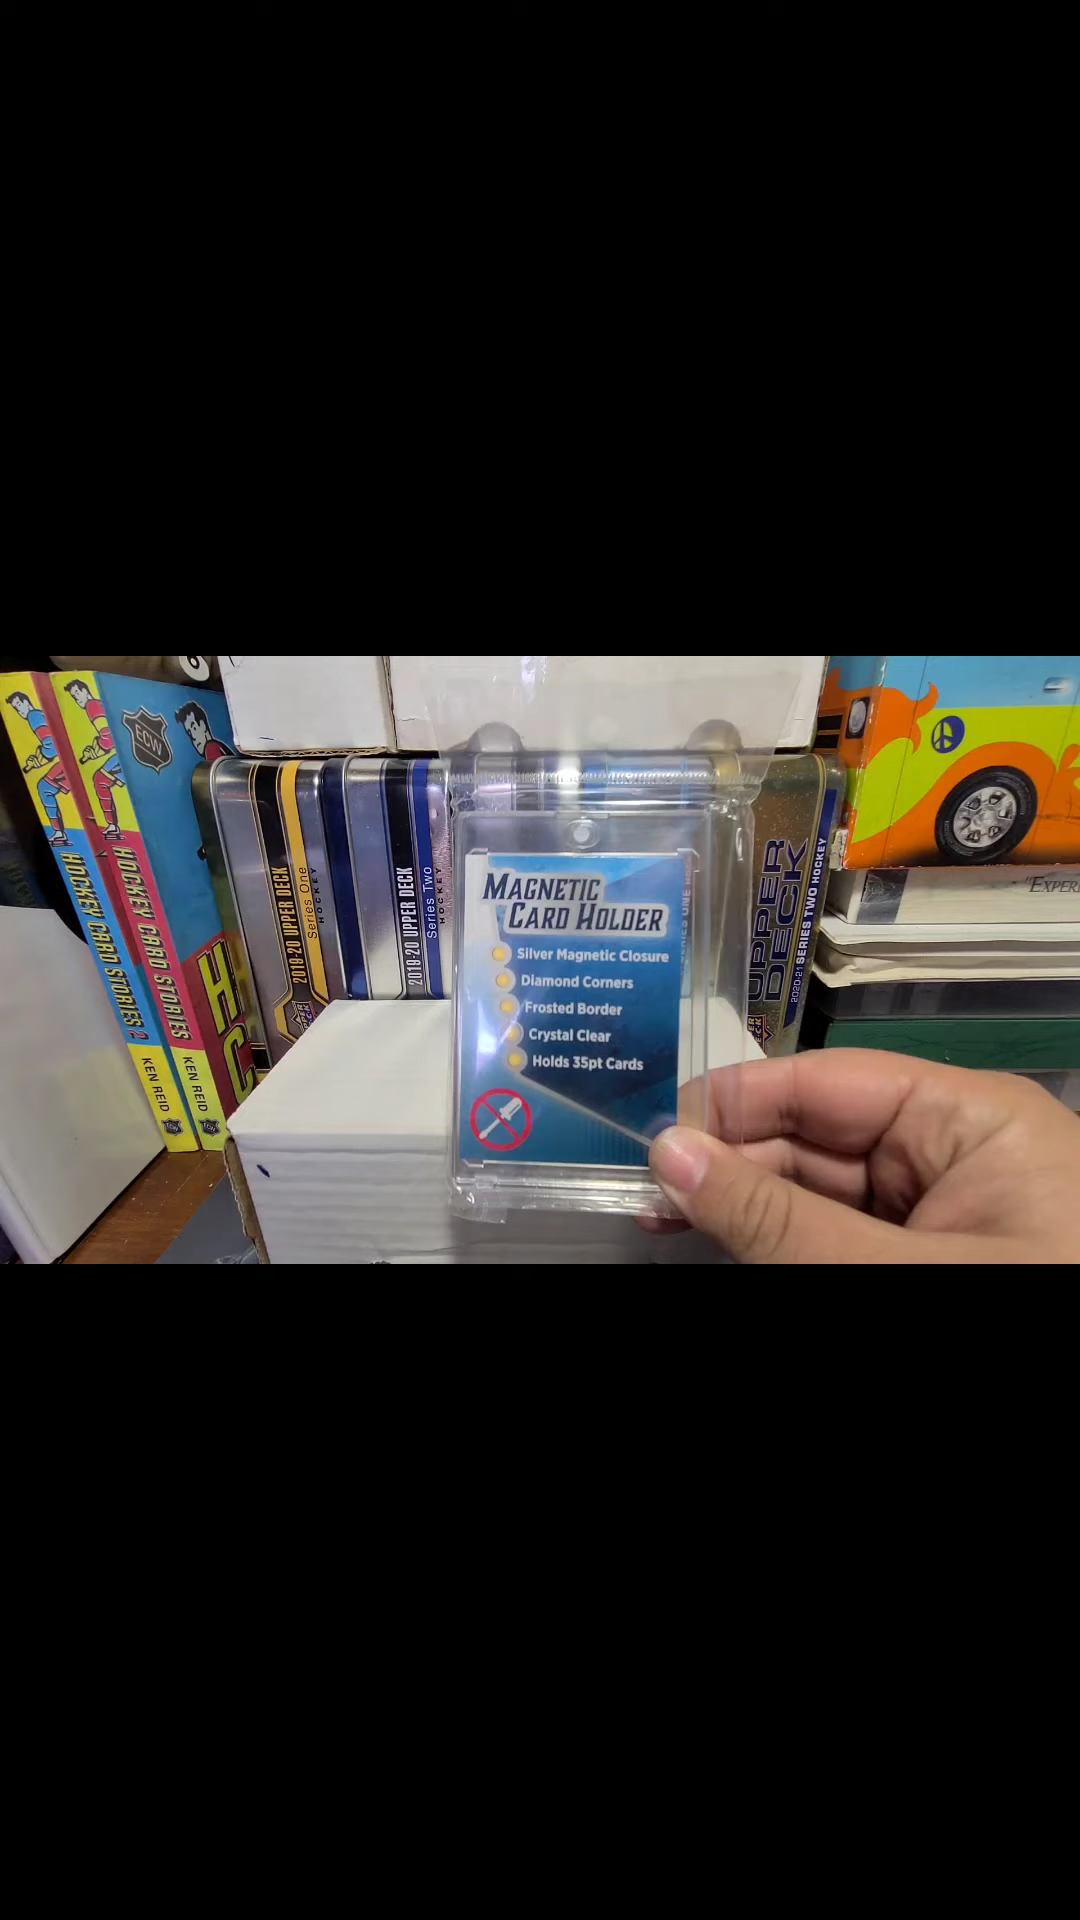 MAGNETIC
CARD HOLDER
Silver Magnetic Closure
Diamond Corners
Frosted Border
Crystal Clear
Holds 35pt Cards
HOCKEY CARD STORIES 2
KEN REID
HOCKEY CARD STORIES
KEN REID
ECW
2019-20 UPPER DECK
Series One
HOCKEY
2019-20 UPPER DECK
Series Two
HOCKEY
SERIES ONE
UPPER
DECK
2020-21 SERIES TWO HOCKEY
"EXPER